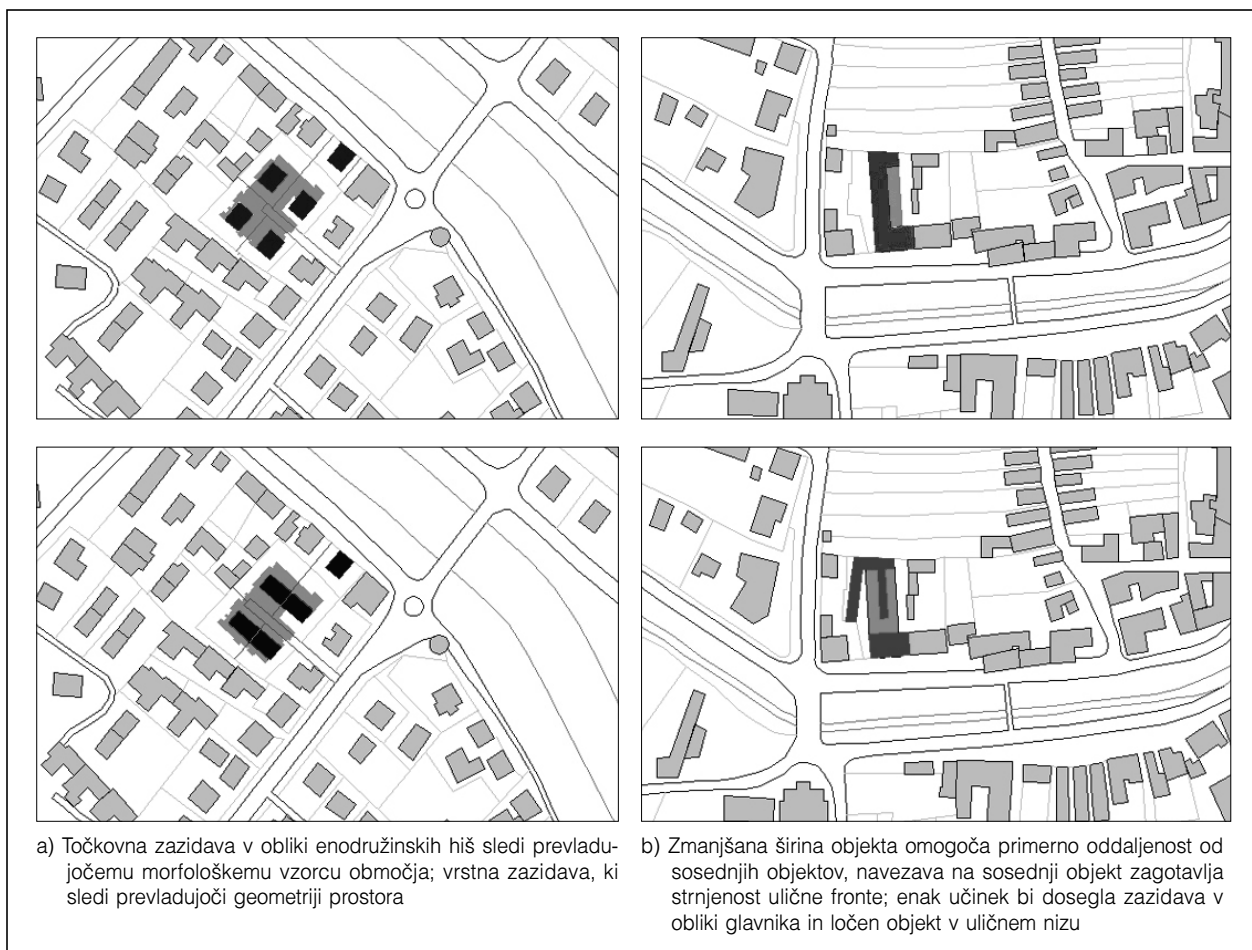 a) Točkovna zazidava v obliki enodružinskih hiš sledi prevladu-
jočemu morfološkemu vzorcu območja; vrstna zazidava, ki
sledi prevladujoči geometriji prostora
b) Zmanjšana širina objekta omogoča primerno oddaljenost od
sosednjih objektov, navezava na sosednji objekt zagotavlja
strnjenost ulične fronte; enak učinek bi dosegla zazidava v
obliki glavnika in ločen objekt v uličnem nizu